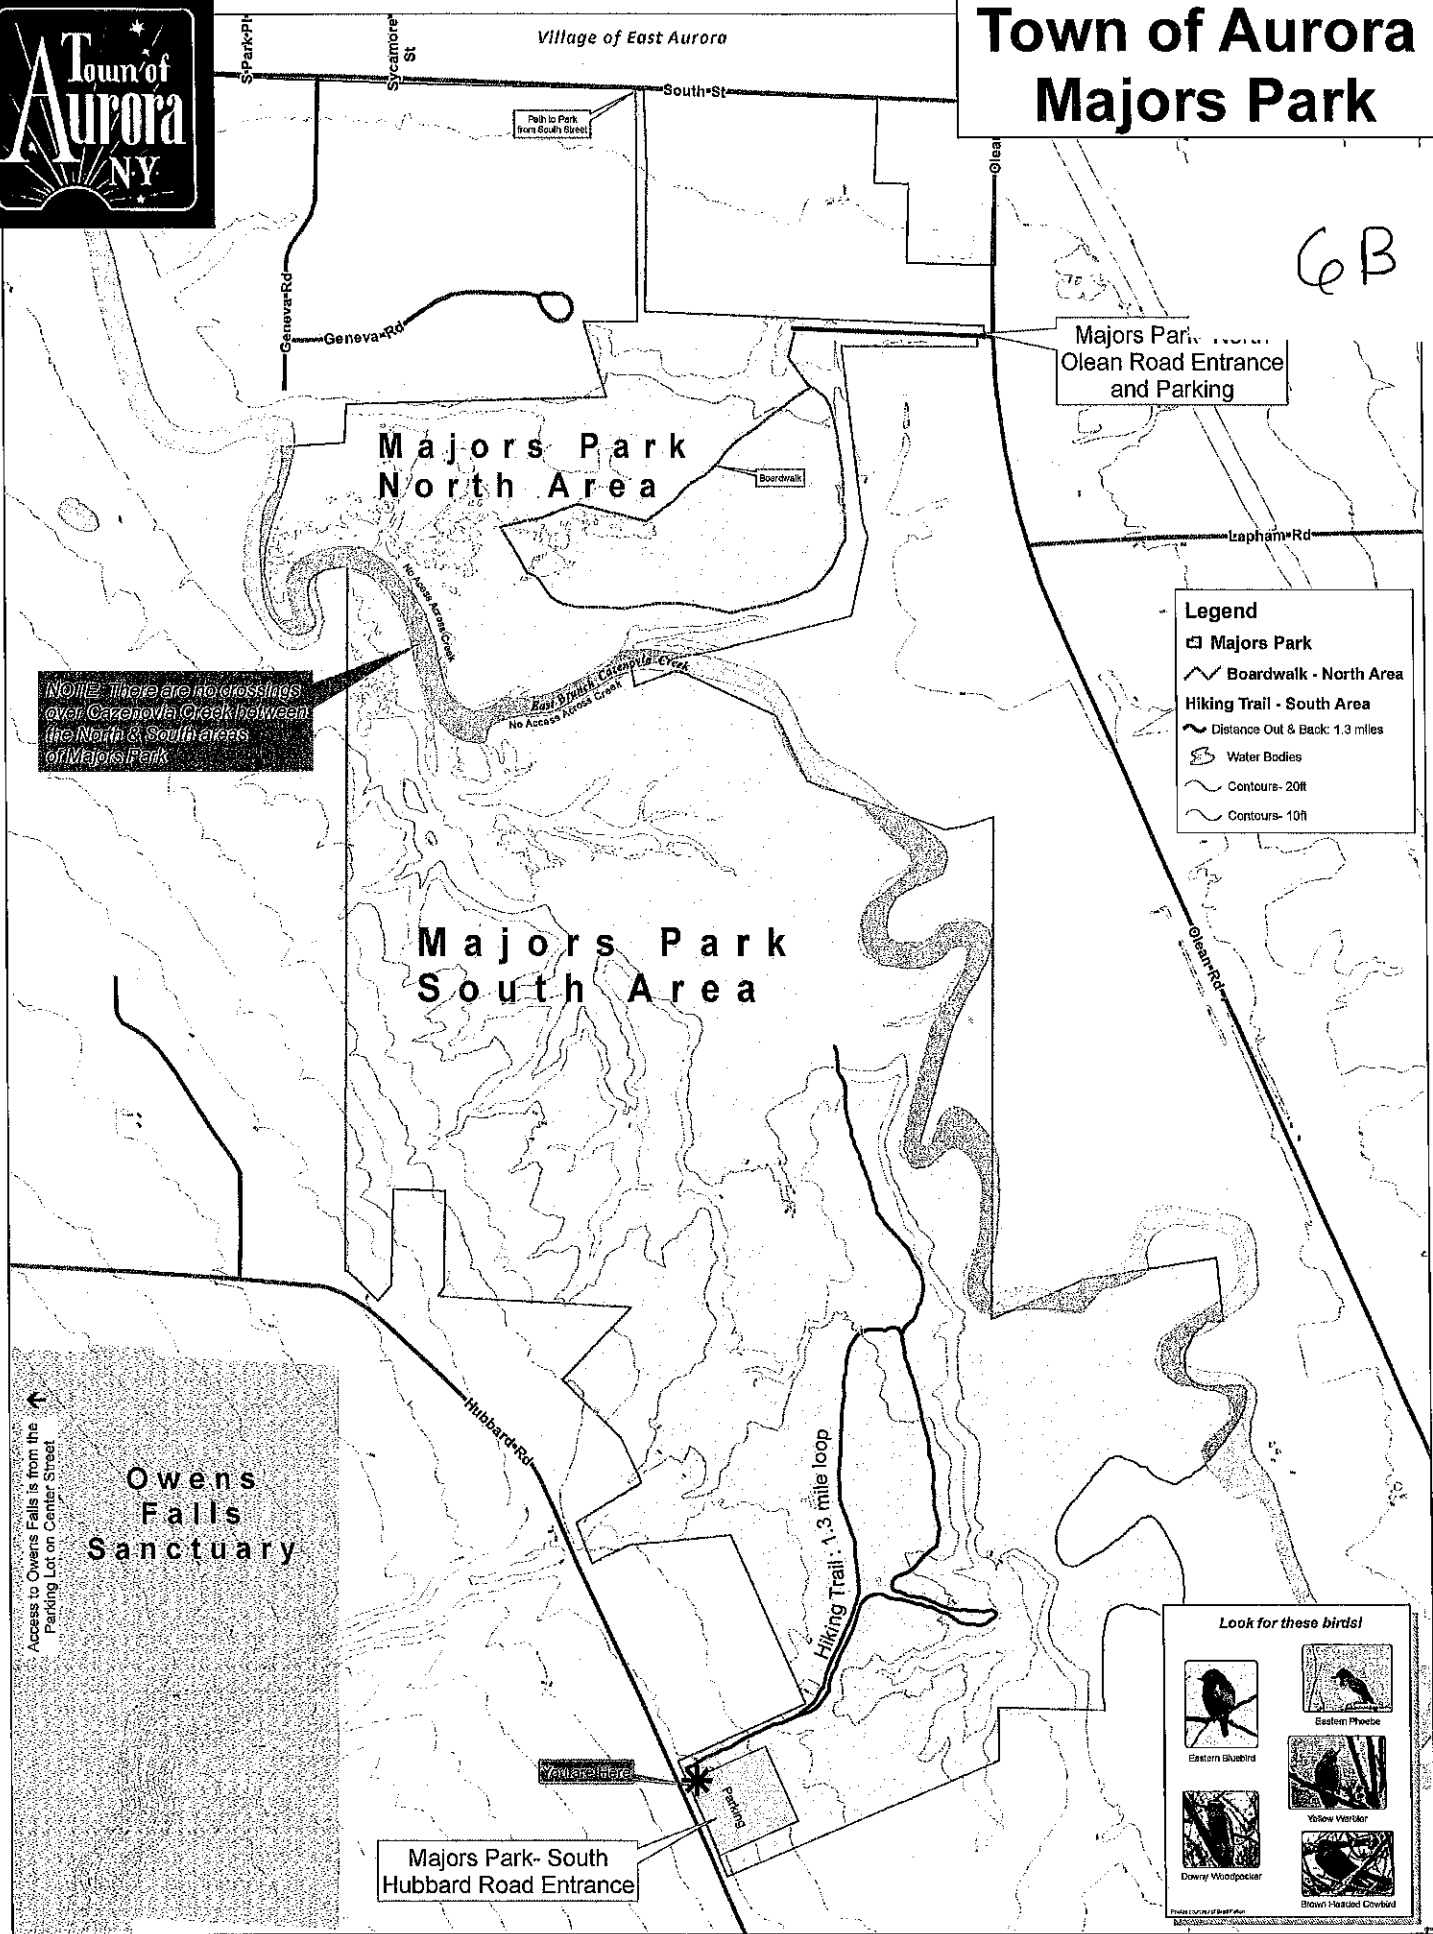 Town of
Aurora
N.Y.
S-Park-Pl
Sycamore
St
Village of East Aurora
Town of Aurora
Majors Park
South-St
Path to Park
from South Street
Olean
6B
Geneva-Rd
Geneva-Rd
Majors Park- North
Olean Road Entrance
and Parking
Majors Park
North Area
Boardwalk
Lapham-Rd
No Access Across Creek
Legend
Majors Park
Boardwalk - North Area
Hiking Trail - South Area
Distance Out & Back: 1.3 miles
Water Bodies
Contours- 20ft
Contours- 10ft
NOTE: There are no crossings
over Cazenovia Creek between
the North & South areas
of Majors Park
East Branch Cazenovia Creek
No Access Across Creek
Majors Park
South Area
Olean-Rd
Hubbard-Rd
Access to Owens Falls is from the
Parking Lot on Center Street
Owens
Falls
Sanctuary
Hiking Trail: 1.3 mile loop
You are Here
Parking
Majors Park- South
Hubbard Road Entrance
Look for these birds!
Eastern Bluebird
Eastern Phoebe
Yellow Warbler
Downy Woodpecker
Brown Headed Cowbird